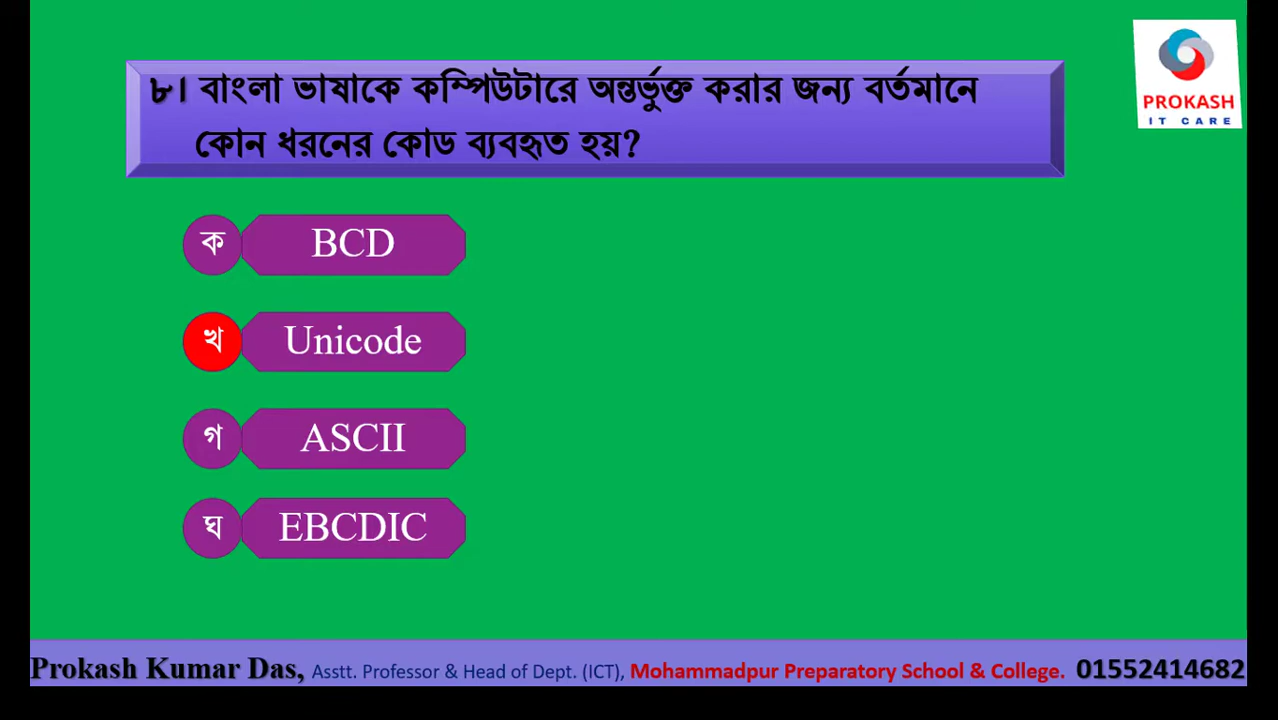 ৮। বাংলা ভাষাকে কম্পিউটারে অন্তর্ভুক্ত করার জন্য বর্তমানে
কোন ধরনের কোড ব্যবহৃত হয়?
PROKASH
IT CARE
ক BCD
খ Unicode
গ ASCII
ঘ EBCDIC
Prokash Kumar Das, Asstt. Professor & Head of Dept. (ICT), Mohammadpur Preparatory School & College. 01552414682